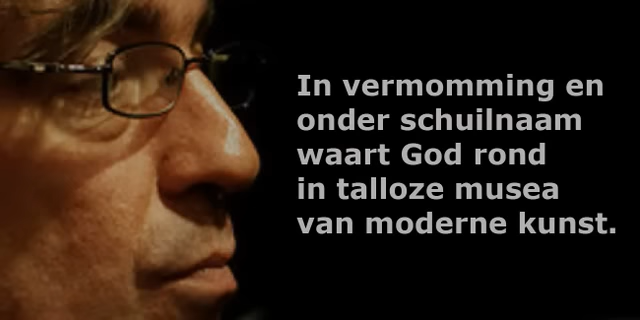 In vermomming en
onder schuilnaam
waart God rond
in talloze musea
van moderne kunst.